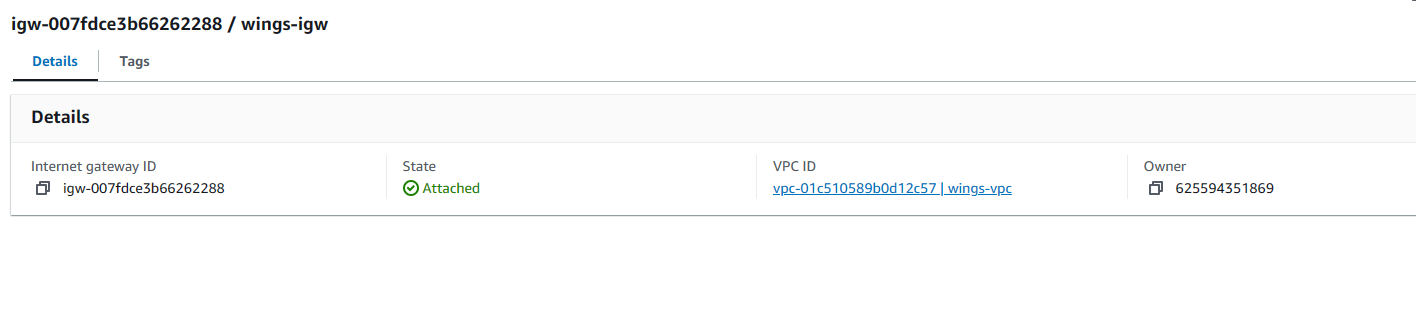 igw-007fdce3b66262288 / wings-igw
Details
Tags
Details
Internet gateway ID
igw-007fdce3b66262288
State
Attached
VPC ID
vpc-01c510589b0d12c57 | wings-vpc
Owner
625594351869